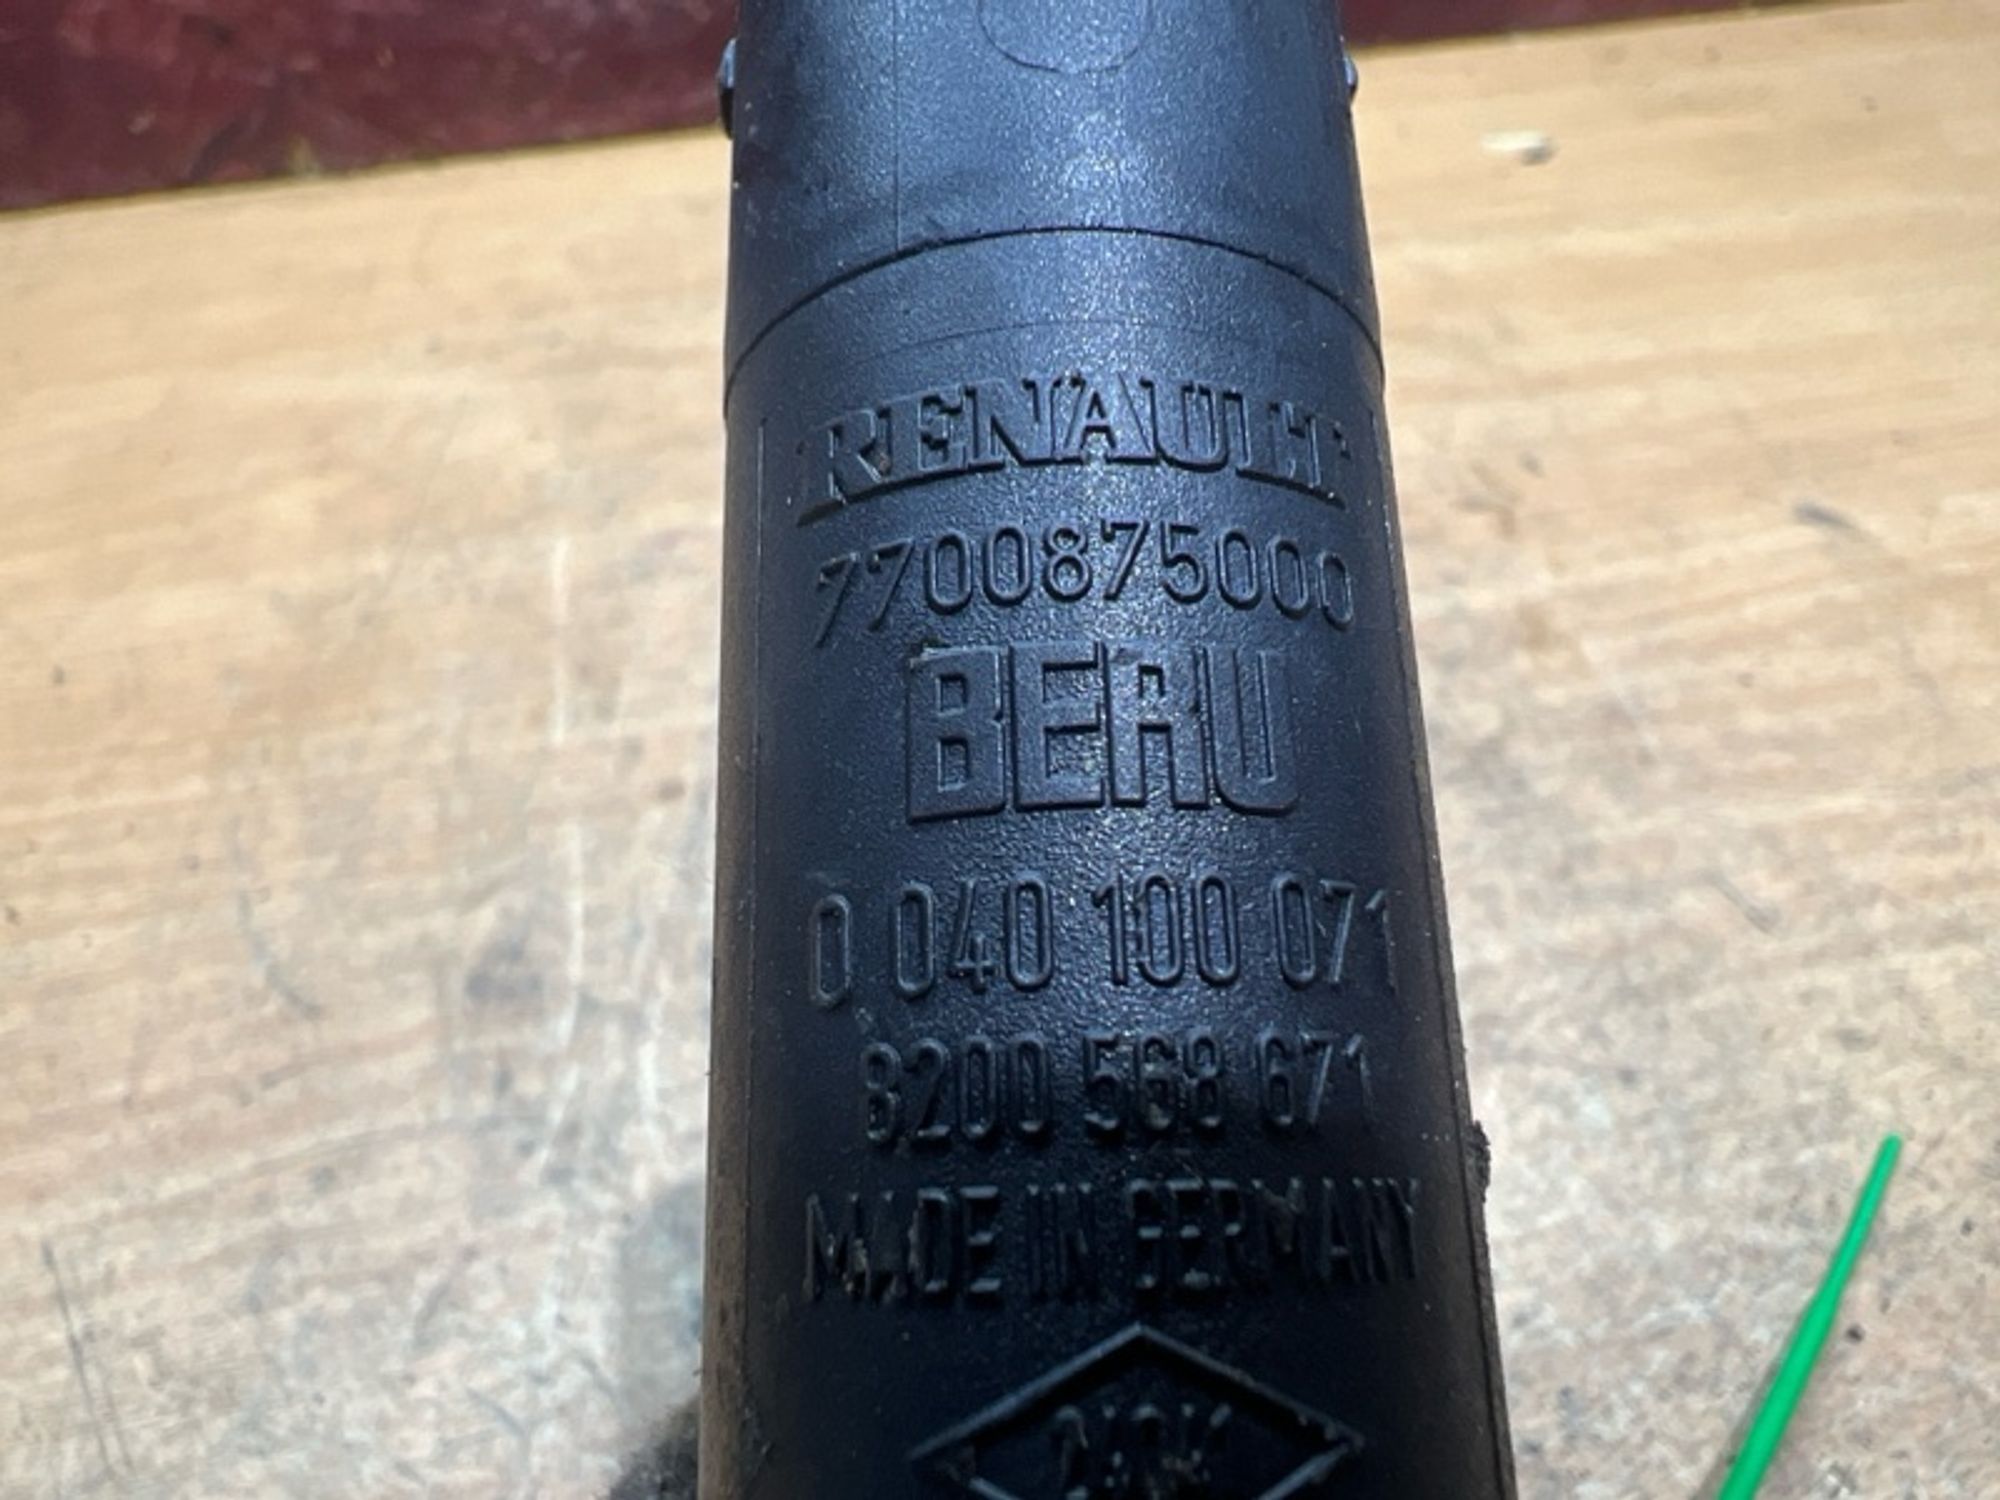 RENAULT
7700875000
BERU
0 040 100 071
8200 568 671
MADE IN GERMANY